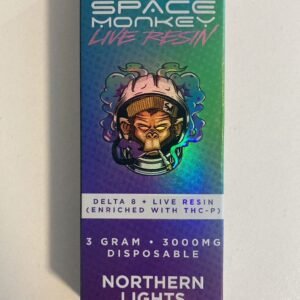 SPACE
MONKEY
LIVE RESIN
DELTA 8 + LIVE RESIN
(ENRICHED WITH THC-P)
3 GRAM • 3000MG
DISPOSABLE
NORTHERN
LIGHTS